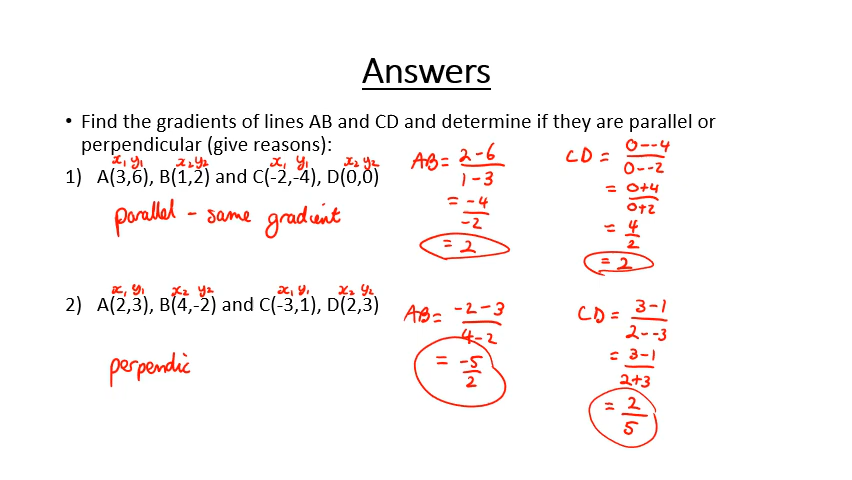 Answers
• Find the gradients of lines AB and CD and determine if they are parallel or
perpendicular (give reasons):
x₁ y₁ x₂ y₂ x₁ y₁ x₂ y₂
1) A(3,6), B(1,2) and C(-2,-4), D(0,0)
parallel - same gradient
AB = 2-6 / 1-3
= -4 / -2
= 2
CD = 0--4 / 0--2
= 0+4 / 0+2
= 4 / 2
= 2
x₁ y₁ x₂ y₂ x₁ y₁ x₂ y₂
2) A(2,3), B(4,-2) and C(-3,1), D(2,3)
perpendic
AB = -2-3 / 4-2
= -5 / 2
CD = 3-1 / 2--3
= 3-1 / 2+3
= 2 / 5